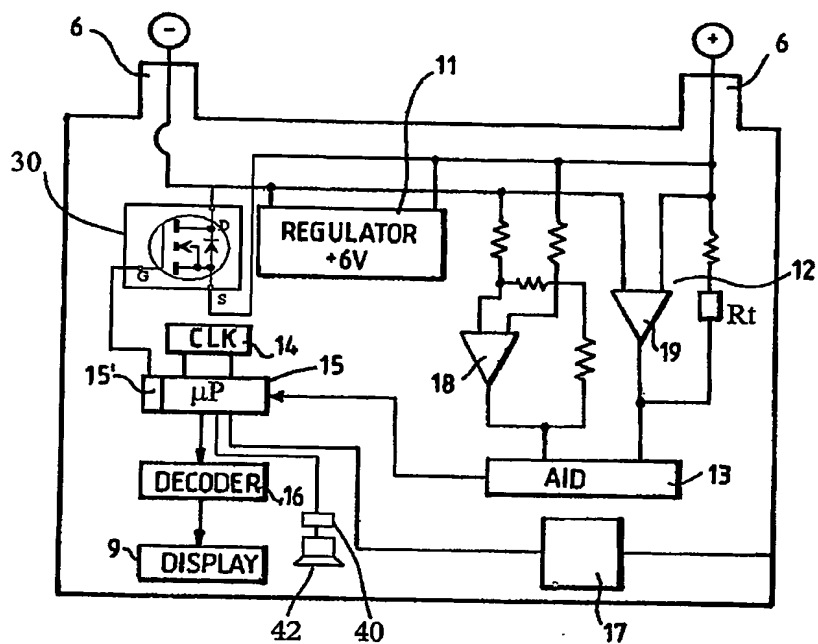 − +
6 11 6
30
D
REGULATOR
+6V
12
G
S
Rt
CLK
14
18 19
15' µP 15
AID 13
DECODER
16
9 DISPLAY
42 40 17